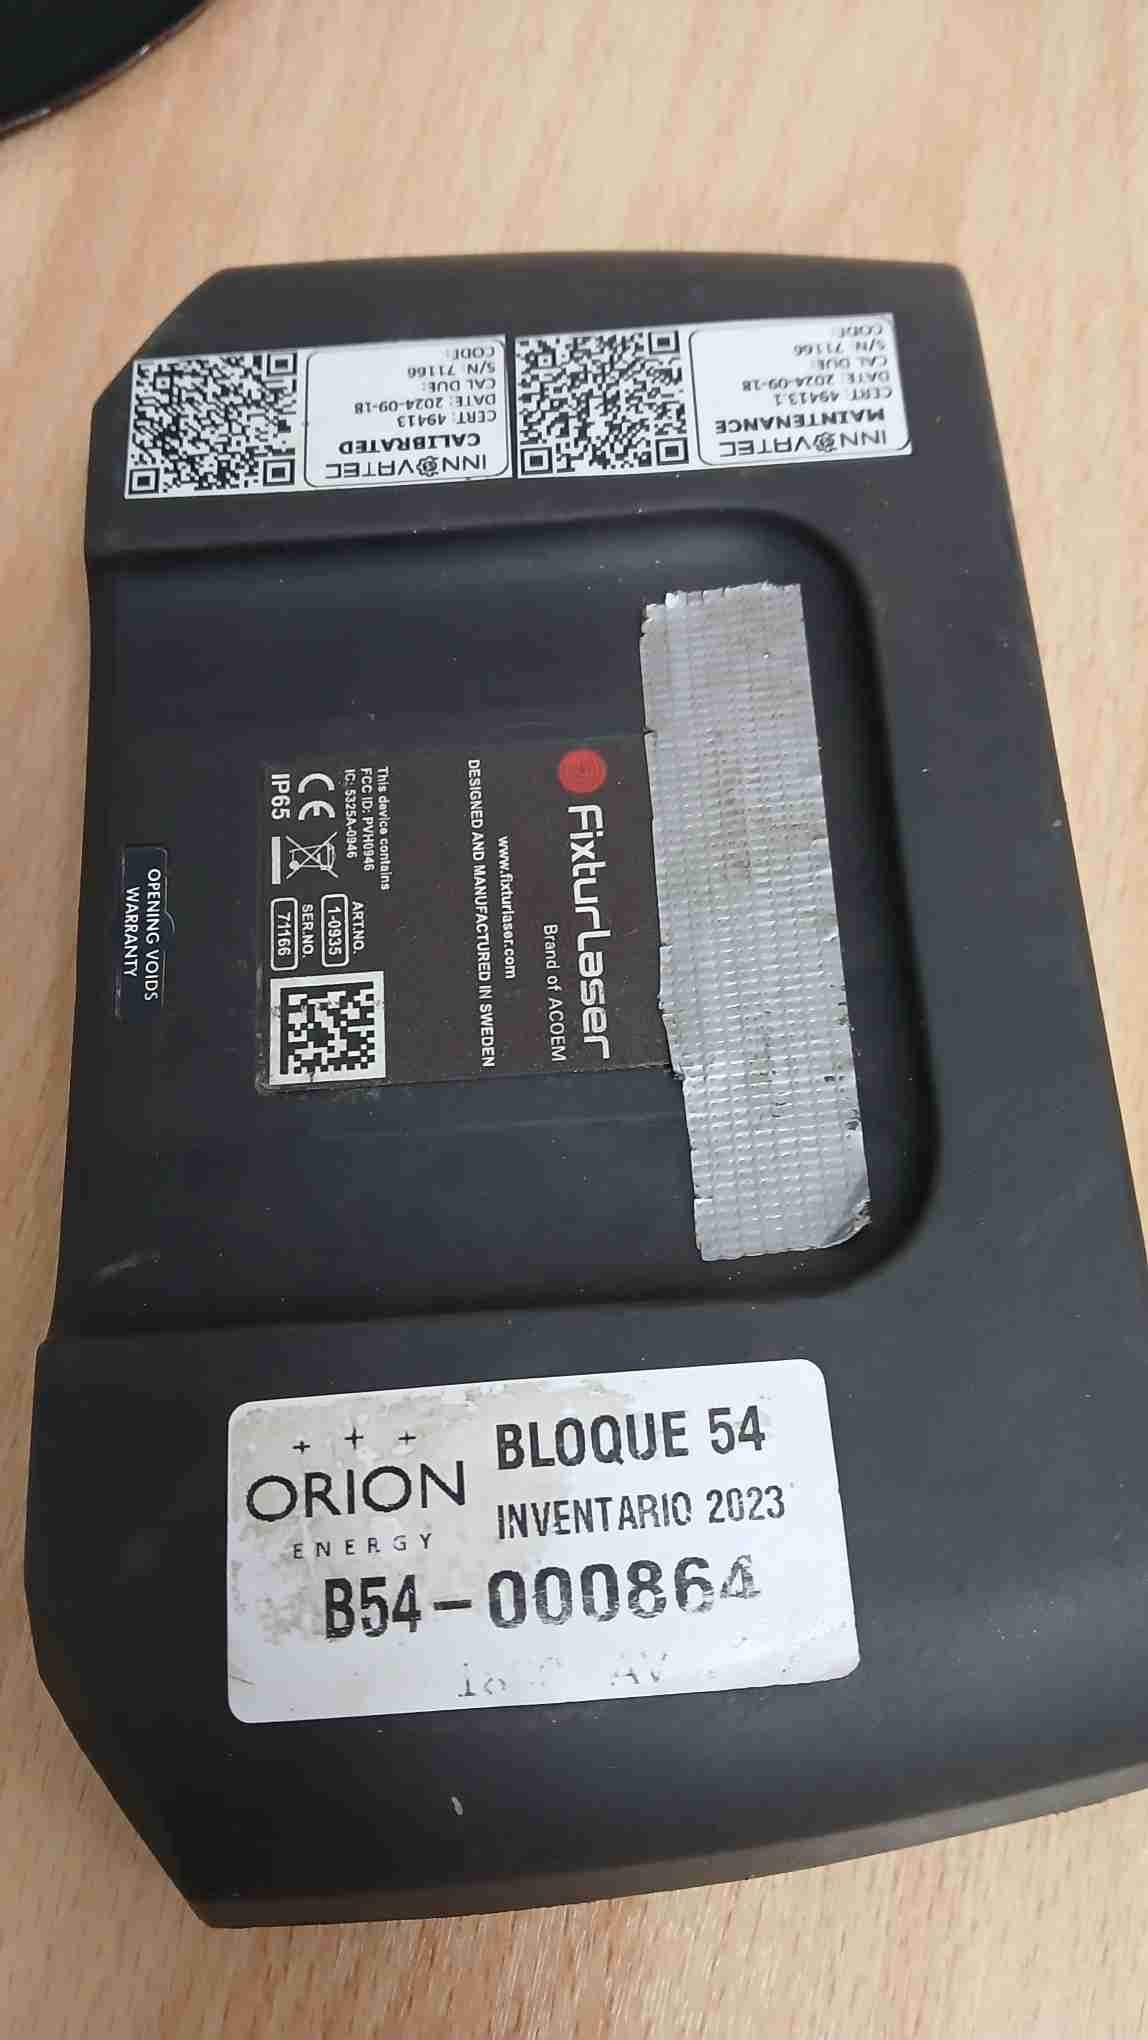 INNOVATEC
CALIBRATED
CERT: 49413
DATE: 2024-09-18
CAL DUE:
S/N: 71166
CODE:
INNOVATEC
MAINTENANCE
CERT: 49413.1
DATE: 2024-09-18
CAL DUE:
S/N: 71166
CODE:
Fixturlaser
Brand of ACOEM
www.fixturlaser.com
DESIGNED AND MANUFACTURED IN SWEDEN
This device contains
FCC ID: PVH0946
IC: 5325A-0946
CE
IP65
ART.NO.
1-0935
SER.NO.
71166
OPENING VOIDS
WARRANTY
ORION
ENERGY
BLOQUE 54
INVENTARIO 2023
B54-000864